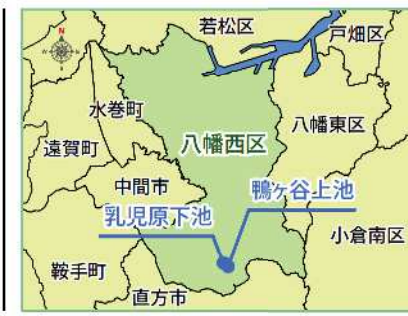 N
若松区
戸畑区
水巻町
八幡東区
八幡西区
遠賀町
中間市
鴨ヶ谷上池
乳児原下池
小倉南区
鞍手町
直方市